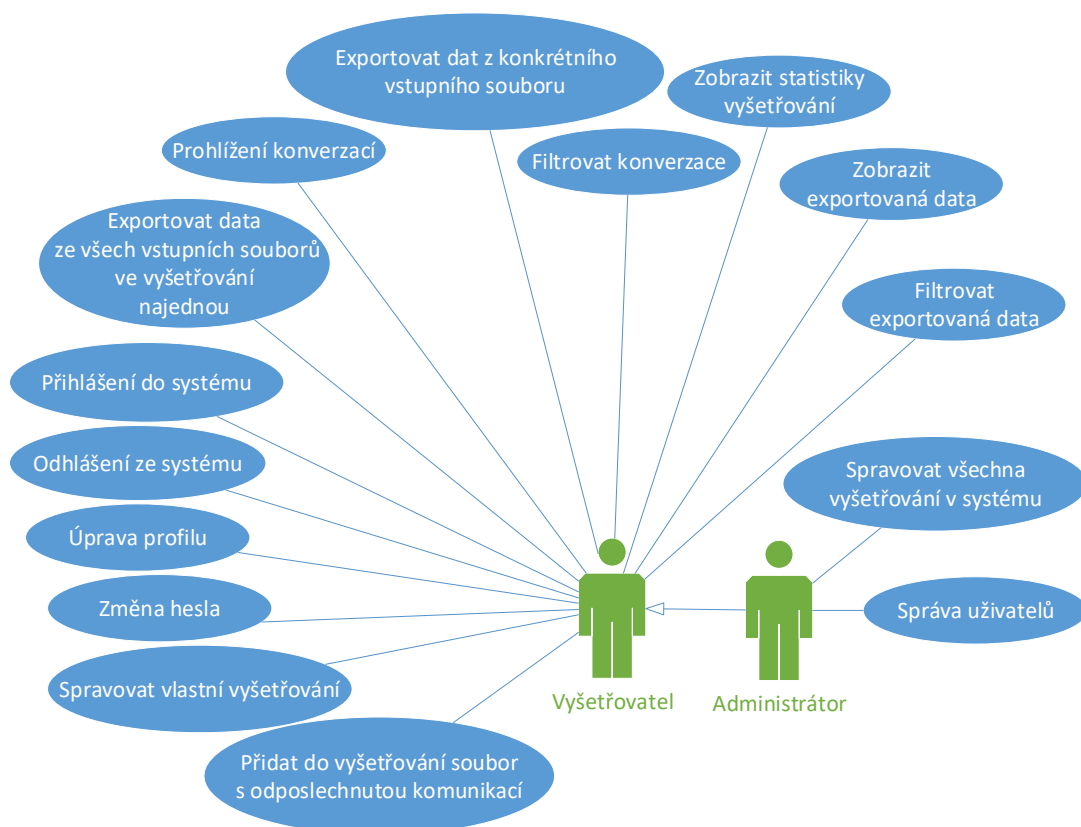 Exportovat dat z konkrétního
vstupního souboru
Zobrazit statistiky
vyšetřování
Prohlížení konverzací
Filtrovat konverzace
Zobrazit
exportovaná data
Exportovat data
ze všech vstupních souborů
ve vyšetřování
najednou
Filtrovat
exportovaná data
Přihlášení do systému
Odhlášení ze systému
Spravovat všechna
vyšetřování v systému
Úprava profilu
Změna hesla
Správa uživatelů
Spravovat vlastní vyšetřování
Vyšetřovatel
Administrátor
Přidat do vyšetřování soubor
s odposlechnutou komunikací